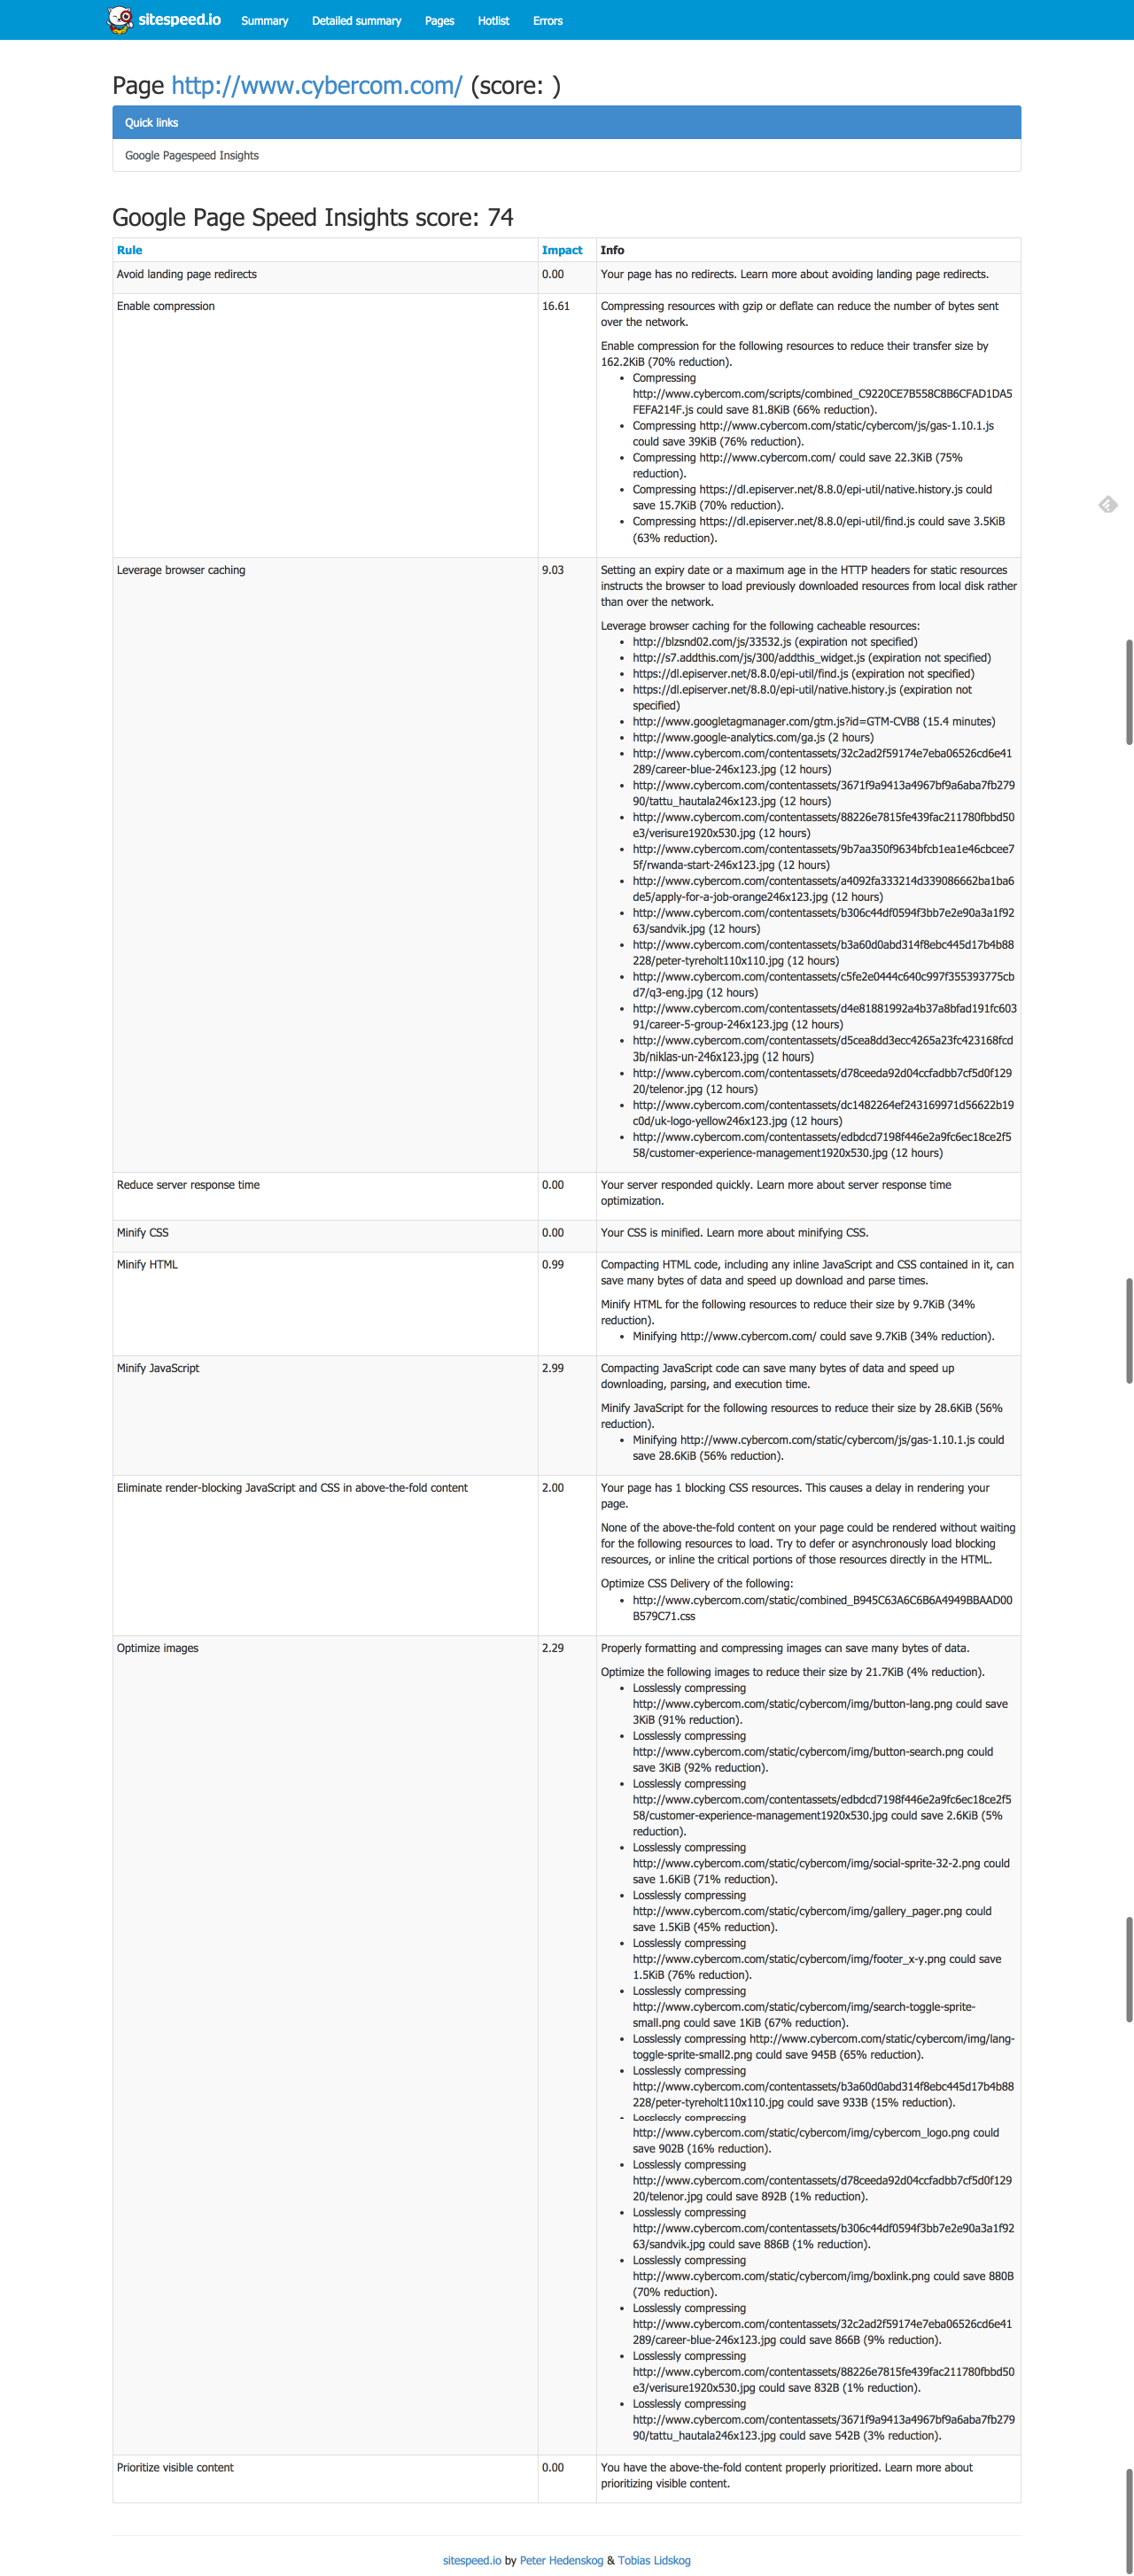 sitespeed.io Summary Detailed summary Pages Hotlist Errors
Page http://www.cybercom.com/ (score: )
Quick links
Google Pagespeed Insights
Google Page Speed Insights score: 74
Rule Impact Info
Avoid landing page redirects 0.00 Your page has no redirects. Learn more about avoiding landing page redirects.
Enable compression 16.61 Compressing resources with gzip or deflate can reduce the number of bytes sent
over the network.
Enable compression for the following resources to reduce their transfer size by
162.2KiB (70% reduction).
• Compressing
http://www.cybercom.com/scripts/combined_C9220CE7B558C8B6CFAD1DA5
FEFA214F.js could save 81.8KiB (66% reduction).
• Compressing http://www.cybercom.com/static/cybercom/js/gas-1.10.1.js
could save 39KiB (76% reduction).
• Compressing http://www.cybercom.com/ could save 22.3KiB (75%
reduction).
• Compressing https://dl.episerver.net/8.8.0/epi-util/native.history.js could
save 15.7KiB (70% reduction).
• Compressing https://dl.episerver.net/8.8.0/epi-util/find.js could save 3.5KiB
(63% reduction).
Leverage browser caching 9.03 Setting an expiry date or a maximum age in the HTTP headers for static resources
instructs the browser to load previously downloaded resources from local disk rather
than over the network.
Leverage browser caching for the following cacheable resources:
• http://blzsnd02.com/js/33532.js (expiration not specified)
• http://s7.addthis.com/js/300/addthis_widget.js (expiration not specified)
• https://dl.episerver.net/8.8.0/epi-util/find.js (expiration not specified)
• https://dl.episerver.net/8.8.0/epi-util/native.history.js (expiration not
specified)
• http://www.googletagmanager.com/gtm.js?id=GTM-CVB8 (15.4 minutes)
• http://www.google-analytics.com/ga.js (2 hours)
• http://www.cybercom.com/contentassets/32c2ad2f59174e7eba06526cd6e41
289/career-blue-246x123.jpg (12 hours)
• http://www.cybercom.com/contentassets/3671f9a9413a4967bf9a6aba7fb279
90/tattu_hautala246x123.jpg (12 hours)
• http://www.cybercom.com/contentassets/88226e7815fe439fac211780fbbd50
e3/verisure1920x530.jpg (12 hours)
• http://www.cybercom.com/contentassets/9b7aa350f9634bfcb1ea1e46cbcee7
5f/rwanda-start-246x123.jpg (12 hours)
• http://www.cybercom.com/contentassets/a4092fa333214d339086662ba1ba6
de5/apply-for-a-job-orange246x123.jpg (12 hours)
• http://www.cybercom.com/contentassets/b306c44df0594f3bb7e2e90a3a1f92
63/sandvik.jpg (12 hours)
• http://www.cybercom.com/contentassets/b3a60d0abd314f8ebc445d17b4b88
228/peter-tyreholt110x110.jpg (12 hours)
• http://www.cybercom.com/contentassets/c5fe2e0444c640c997f355393775cb
d7/q3-eng.jpg (12 hours)
• http://www.cybercom.com/contentassets/d4e81881992a4b37a8bfad191fc603
91/career-5-group-246x123.jpg (12 hours)
• http://www.cybercom.com/contentassets/d5cea8dd3ecc4265a23fc423168fcd
3b/niklas-un-246x123.jpg (12 hours)
• http://www.cybercom.com/contentassets/d78ceeda92d04ccfadbb7cf5d0f129
20/telenor.jpg (12 hours)
• http://www.cybercom.com/contentassets/dc1482264ef243169971d56622b19
c0d/uk-logo-yellow246x123.jpg (12 hours)
• http://www.cybercom.com/contentassets/edbdcd7198f446e2a9fc6ec18ce2f5
58/customer-experience-management1920x530.jpg (12 hours)
Reduce server response time 0.00 Your server responded quickly. Learn more about server response time
optimization.
Minify CSS 0.00 Your CSS is minified. Learn more about minifying CSS.
Minify HTML 0.99 Compacting HTML code, including any inline JavaScript and CSS contained in it, can
save many bytes of data and speed up download and parse times.
Minify HTML for the following resources to reduce their size by 9.7KiB (34%
reduction).
• Minifying http://www.cybercom.com/ could save 9.7KiB (34% reduction).
Minify JavaScript 2.99 Compacting JavaScript code can save many bytes of data and speed up
downloading, parsing, and execution time.
Minify JavaScript for the following resources to reduce their size by 28.6KiB (56%
reduction).
• Minifying http://www.cybercom.com/static/cybercom/js/gas-1.10.1.js could
save 28.6KiB (56% reduction).
Eliminate render-blocking JavaScript and CSS in above-the-fold content 2.00 Your page has 1 blocking CSS resources. This causes a delay in rendering your
page.
None of the above-the-fold content on your page could be rendered without waiting
for the following resources to load. Try to defer or asynchronously load blocking
resources, or inline the critical portions of those resources directly in the HTML.
Optimize CSS Delivery of the following:
• http://www.cybercom.com/static/combined_B945C63A6C6B6A4949BBAAD00
B579C71.css
Optimize images 2.29 Properly formatting and compressing images can save many bytes of data.
Optimize the following images to reduce their size by 21.7KiB (4% reduction).
• Losslessly compressing
http://www.cybercom.com/static/cybercom/img/button-lang.png could save
3KiB (91% reduction).
• Losslessly compressing
http://www.cybercom.com/static/cybercom/img/button-search.png could
save 3KiB (92% reduction).
• Losslessly compressing
http://www.cybercom.com/contentassets/edbdcd7198f446e2a9fc6ec18ce2f5
58/customer-experience-management1920x530.jpg could save 2.6KiB (5%
reduction).
• Losslessly compressing
http://www.cybercom.com/static/cybercom/img/social-sprite-32-2.png could
save 1.6KiB (71% reduction).
• Losslessly compressing
http://www.cybercom.com/static/cybercom/img/gallery_pager.png could
save 1.5KiB (45% reduction).
• Losslessly compressing
http://www.cybercom.com/static/cybercom/img/footer_x-y.png could save
1.5KiB (76% reduction).
• Losslessly compressing
http://www.cybercom.com/static/cybercom/img/search-toggle-sprite-
small.png could save 1KiB (67% reduction).
• Losslessly compressing http://www.cybercom.com/static/cybercom/img/lang-
toggle-sprite-small2.png could save 945B (65% reduction).
• Losslessly compressing
http://www.cybercom.com/contentassets/b3a60d0abd314f8ebc445d17b4b88
228/peter-tyreholt110x110.jpg could save 933B (15% reduction).
• Losslessly compressing
http://www.cybercom.com/static/cybercom/img/cybercom_logo.png could
save 902B (16% reduction).
• Losslessly compressing
http://www.cybercom.com/contentassets/d78ceeda92d04ccfadbb7cf5d0f129
20/telenor.jpg could save 892B (1% reduction).
• Losslessly compressing
http://www.cybercom.com/contentassets/b306c44df0594f3bb7e2e90a3a1f92
63/sandvik.jpg could save 886B (1% reduction).
• Losslessly compressing
http://www.cybercom.com/static/cybercom/img/boxlink.png could save 880B
(70% reduction).
• Losslessly compressing
http://www.cybercom.com/contentassets/32c2ad2f59174e7eba06526cd6e41
289/career-blue-246x123.jpg could save 866B (9% reduction).
• Losslessly compressing
http://www.cybercom.com/contentassets/88226e7815fe439fac211780fbbd50
e3/verisure1920x530.jpg could save 832B (1% reduction).
• Losslessly compressing
http://www.cybercom.com/contentassets/3671f9a9413a4967bf9a6aba7fb279
90/tattu_hautala246x123.jpg could save 542B (3% reduction).
Prioritize visible content 0.00 You have the above-the-fold content properly prioritized. Learn more about
prioritizing visible content.
sitespeed.io by Peter Hedenskog & Tobias Lidskog